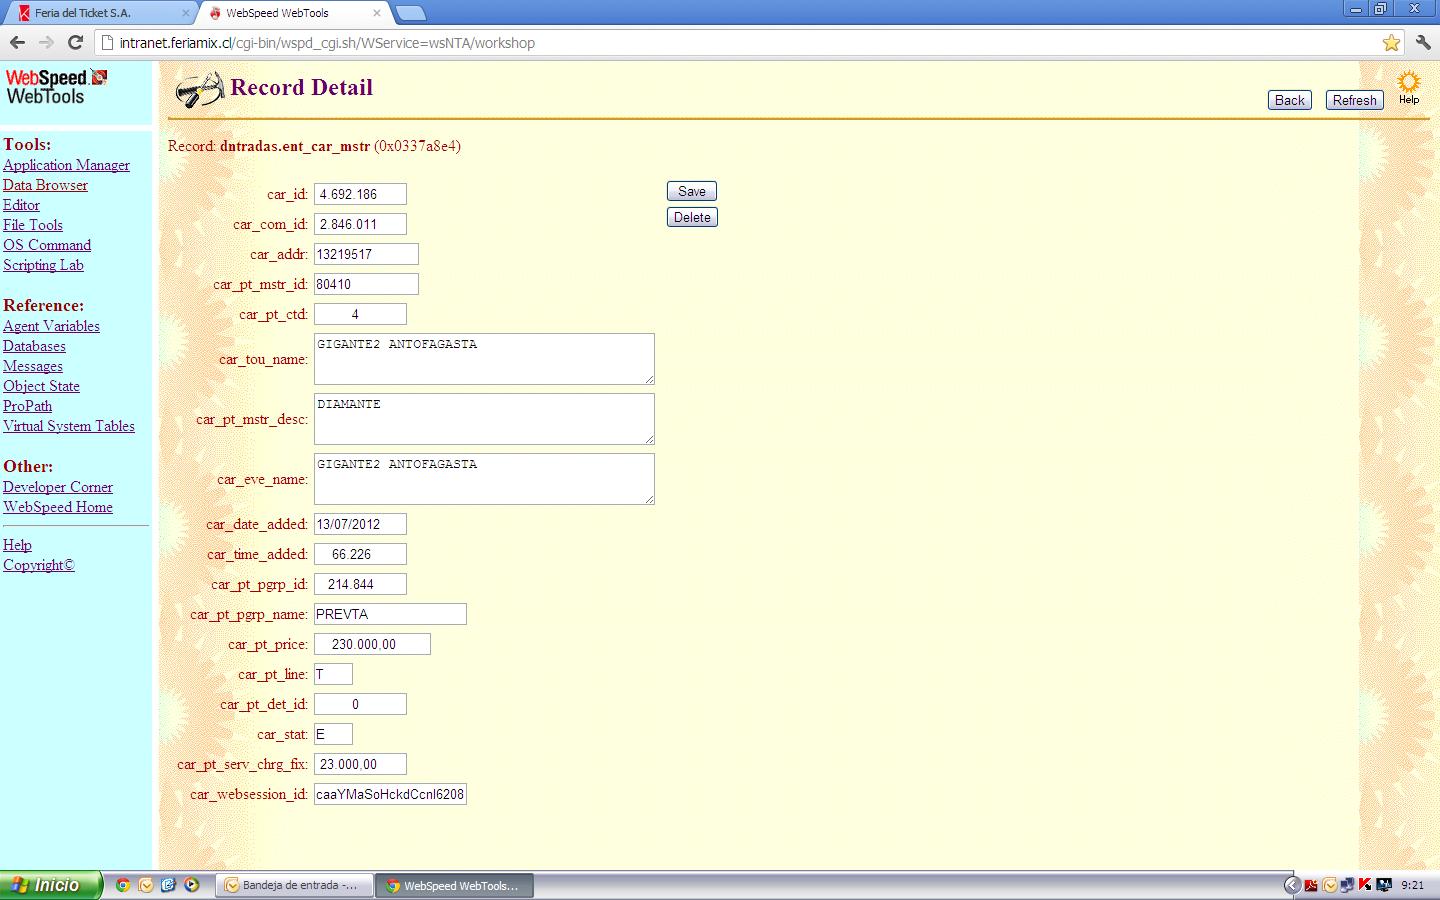 Feria del Ticket S.A.
WebSpeed WebTools
intranet.feriamix.cl/cgi-bin/wspd_cgi.sh/WService=wsNTA/workshop
WebSpeed
WebTools
Record Detail
Back
Refresh
Help
Tools:
Application Manager
Data Browser
Editor
File Tools
OS Command
Scripting Lab
Reference:
Agent Variables
Databases
Messages
Object State
ProPath
Virtual System Tables
Other:
Developer Corner
WebSpeed Home
Help
Copyright©
Record: dntradas.ent_car_mstr (0x0337a8e4)
car_id: 4.692.186
Save
car_com_id: 2.846.011
Delete
car_addr: 13219517
car_pt_mstr_id: 80410
car_pt_ctd: 4
car_tou_name: GIGANTE2 ANTOFAGASTA
car_pt_mstr_desc: DIAMANTE
car_eve_name: GIGANTE2 ANTOFAGASTA
car_date_added: 13/07/2012
car_time_added: 66.226
car_pt_pgrp_id: 214.844
car_pt_pgrp_name: PREVTA
car_pt_price: 230.000,00
car_pt_line: T
car_pt_det_id: 0
car_stat: E
car_pt_serv_chrg_fix: 23.000,00
car_websession_id: caaYMaSoHckdCcnl6208
Inicio
Bandeja de entrada -...
WebSpeed WebTools...
9:21